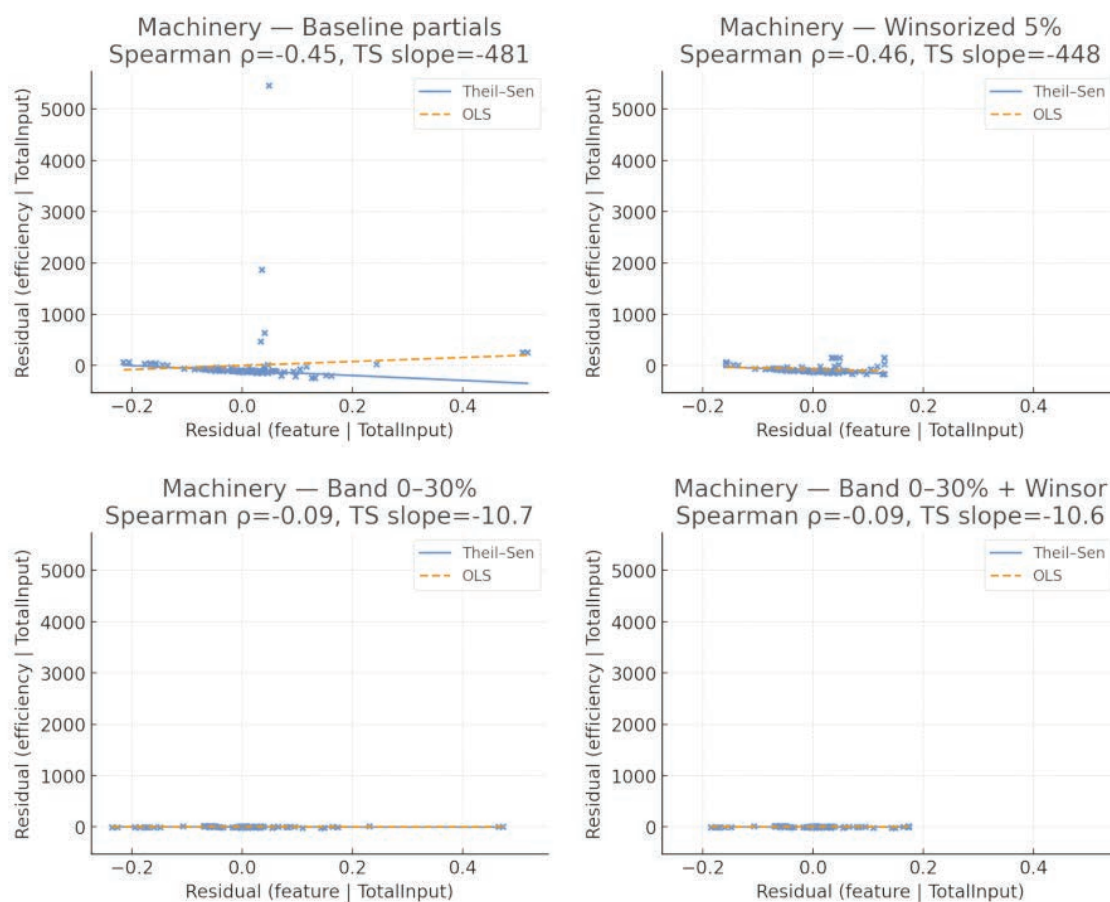 Machinery — Baseline partials
Spearman ρ=-0.45, TS slope=-481
Residual (efficiency | TotalInput)
5000
4000
3000
2000
1000
0
Theil–Sen
OLS
−0.2
0.0
0.2
0.4
Residual (feature | TotalInput)
Machinery — Winsorized 5%
Spearman ρ=-0.46, TS slope=-448
Residual (efficiency | TotalInput)
5000
4000
3000
2000
1000
0
Theil–Sen
OLS
−0.2
0.0
0.2
0.4
Residual (feature | TotalInput)
Machinery — Band 0–30%
Spearman ρ=-0.09, TS slope=-10.7
Residual (efficiency | TotalInput)
5000
4000
3000
2000
1000
0
Theil–Sen
OLS
−0.2
0.0
0.2
0.4
Residual (feature | TotalInput)
Machinery — Band 0–30% + Winsor
Spearman ρ=-0.09, TS slope=-10.6
Residual (efficiency | TotalInput)
5000
4000
3000
2000
1000
0
Theil–Sen
OLS
−0.2
0.0
0.2
0.4
Residual (feature | TotalInput)